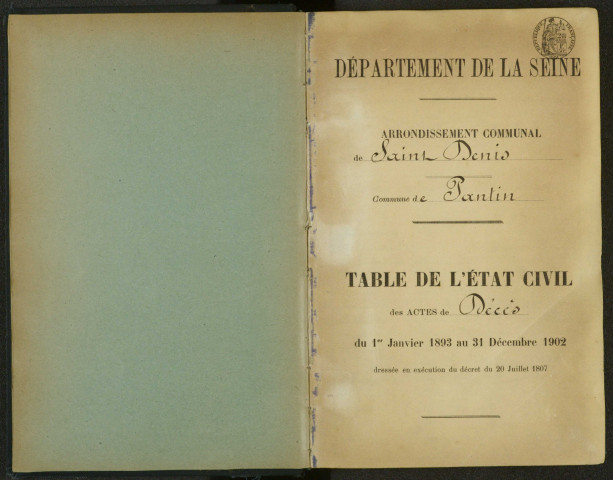 DÉPARTEMENT DE LA SEINE
ARRONDISSEMENT COMMUNAL
de Saint Denis
Commune de Pantin
TABLE DE L'ÉTAT CIVIL
des ACTES de Décès
du 1er Janvier 1893 au 31 Décembre 1902
dressée en exécution du décret du 20 Juillet 1807